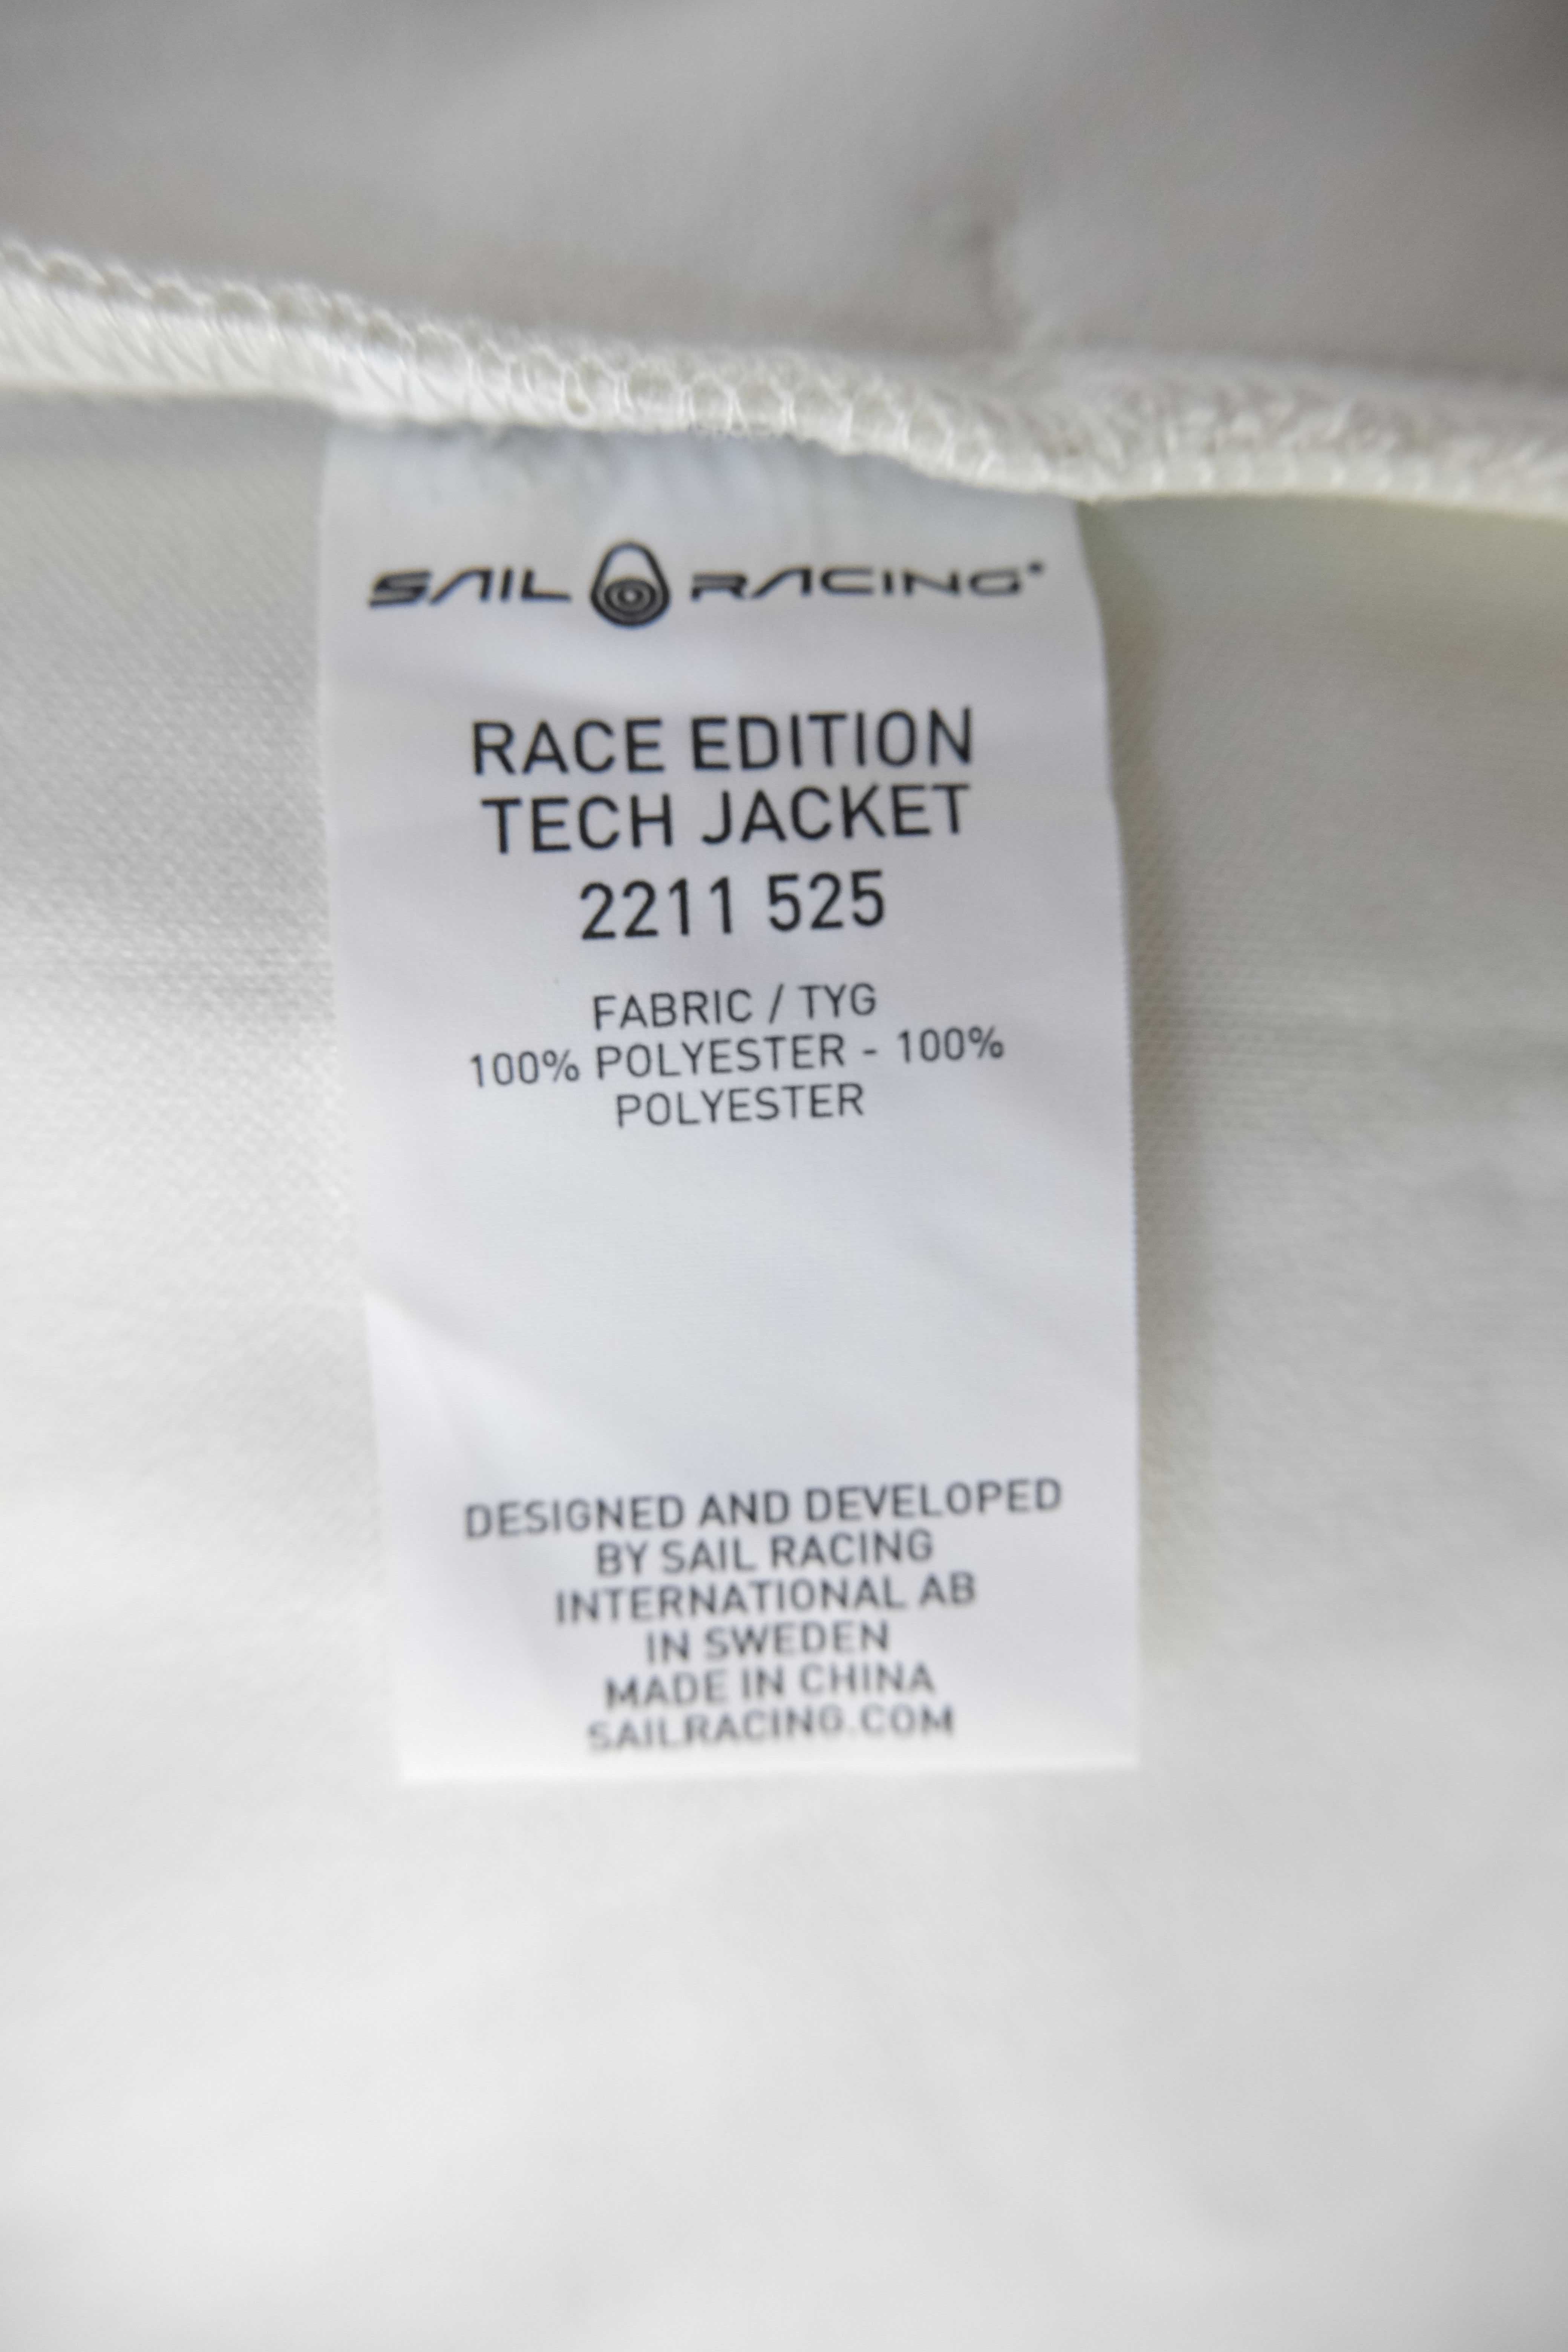 SAIL RACING
RACE EDITION
TECH JACKET
2211 525
FABRIC / TYG
100% POLYESTER - 100%
POLYESTER
DESIGNED AND DEVELOPED
BY SAIL RACING
INTERNATIONAL AB
IN SWEDEN
MADE IN CHINA
SAILRACING.COM